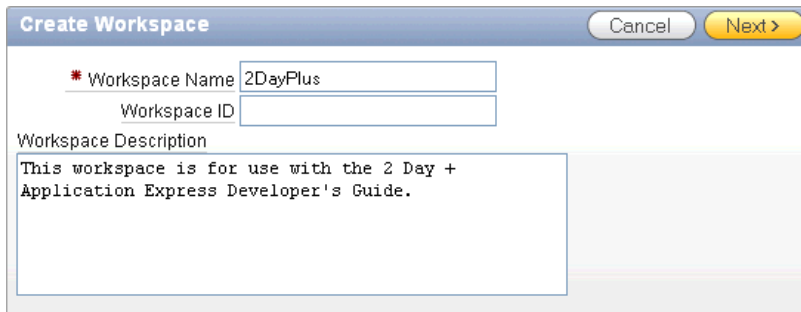 Create Workspace
Cancel
Next >
* Workspace Name 2DayPlus
Workspace ID
Workspace Description
This workspace is for use with the 2 Day +
Application Express Developer's Guide.